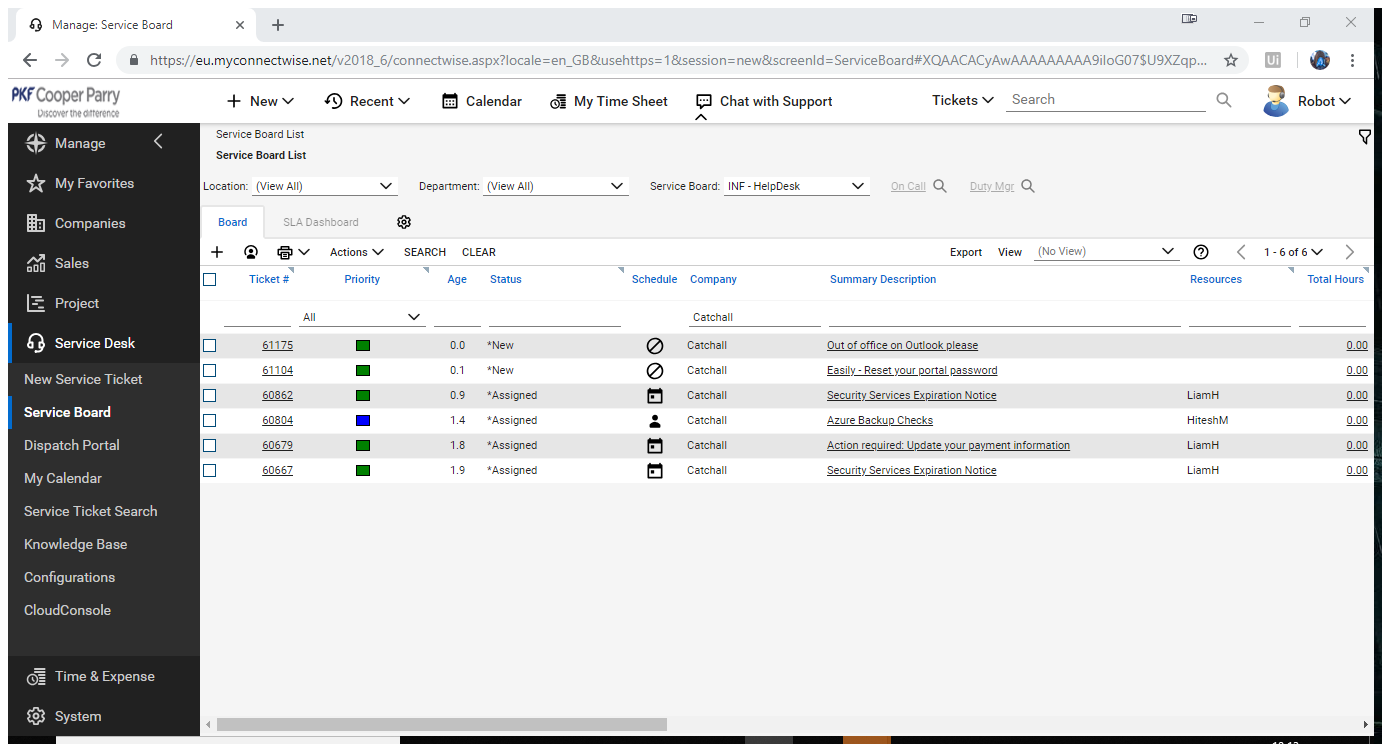 Manage: Service Board
https://eu.myconnectwise.net/v2018_6/connectwise.aspx?locale=en_GB&usehttps=1&session=new&screenId=ServiceBoard#XQAACACyAwAAAAAAAAA9iIoG07$U9XZqp...
Ui
PKF Cooper Parry
Discover the difference
New Recent Calendar My Time Sheet Chat with Support Tickets Search Robot
Manage
My Favorites
Companies
Sales
Project
Service Desk
New Service Ticket
Service Board
Dispatch Portal
My Calendar
Service Ticket Search
Knowledge Base
Configurations
CloudConsole
Time & Expense
System
Service Board List
Service Board List
Location: (View All) Department: (View All) Service Board: INF - HelpDesk On Call Duty Mgr
Board SLA Dashboard
Actions SEARCH CLEAR Export View (No View) 1 - 6 of 6
Ticket # Priority Age Status Schedule Company Summary Description Resources Total Hours
All Catchall
61175 0.0 *New Catchall Out of office on Outlook please 0.00
61104 0.1 *New Catchall Easily - Reset your portal password 0.00
60862 0.9 *Assigned Catchall Security Services Expiration Notice LiamH 0.00
60804 1.4 *Assigned Catchall Azure Backup Checks HiteshM 0.00
60679 1.8 *Assigned Catchall Action required: Update your payment information LiamH 0.00
60667 1.9 *Assigned Catchall Security Services Expiration Notice LiamH 0.00